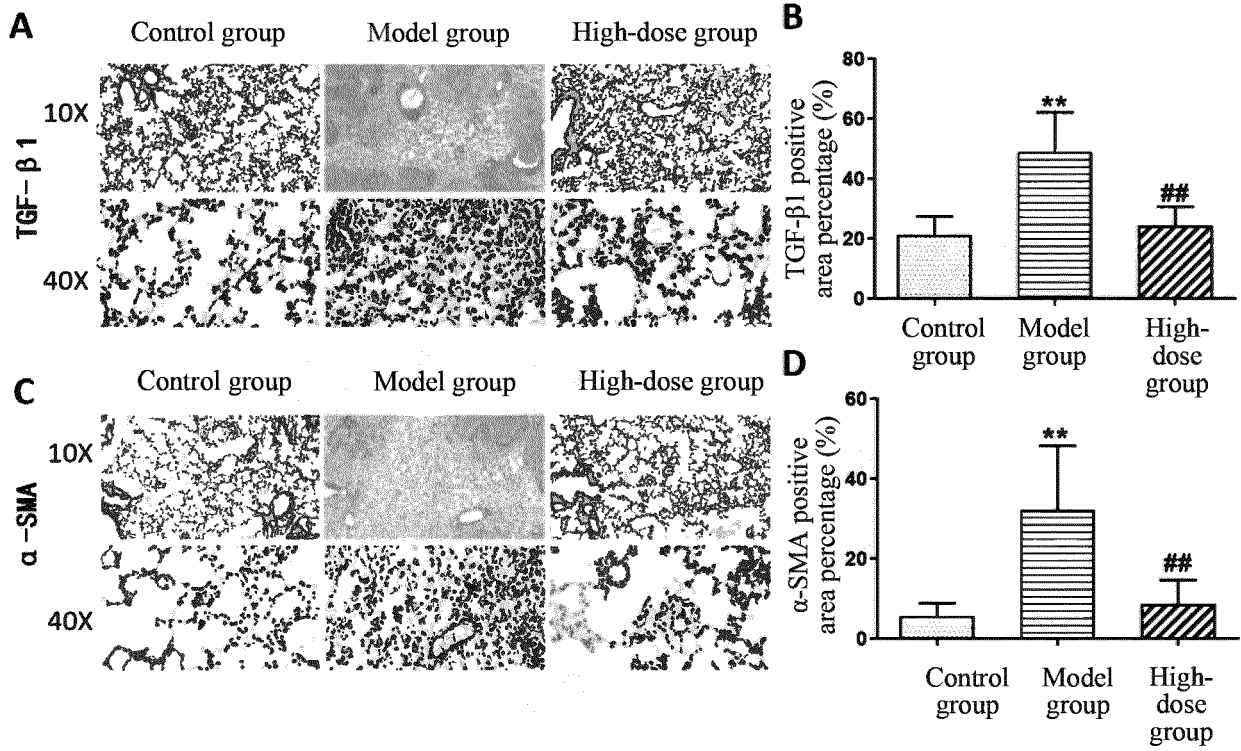 A
Control group
Model group
High-dose group
10X
40X
TGF-β1
B
TGF-β1 positive
area percentage (%)
80
60
40
20
0
**
##
Control
group
Model
group
High-
dose
group
C
Control group
Model group
High-dose group
10X
40X
α-SMA
D
α-SMA positive
area percentage (%)
60
40
20
0
**
##
Control
group
Model
group
High-
dose
group